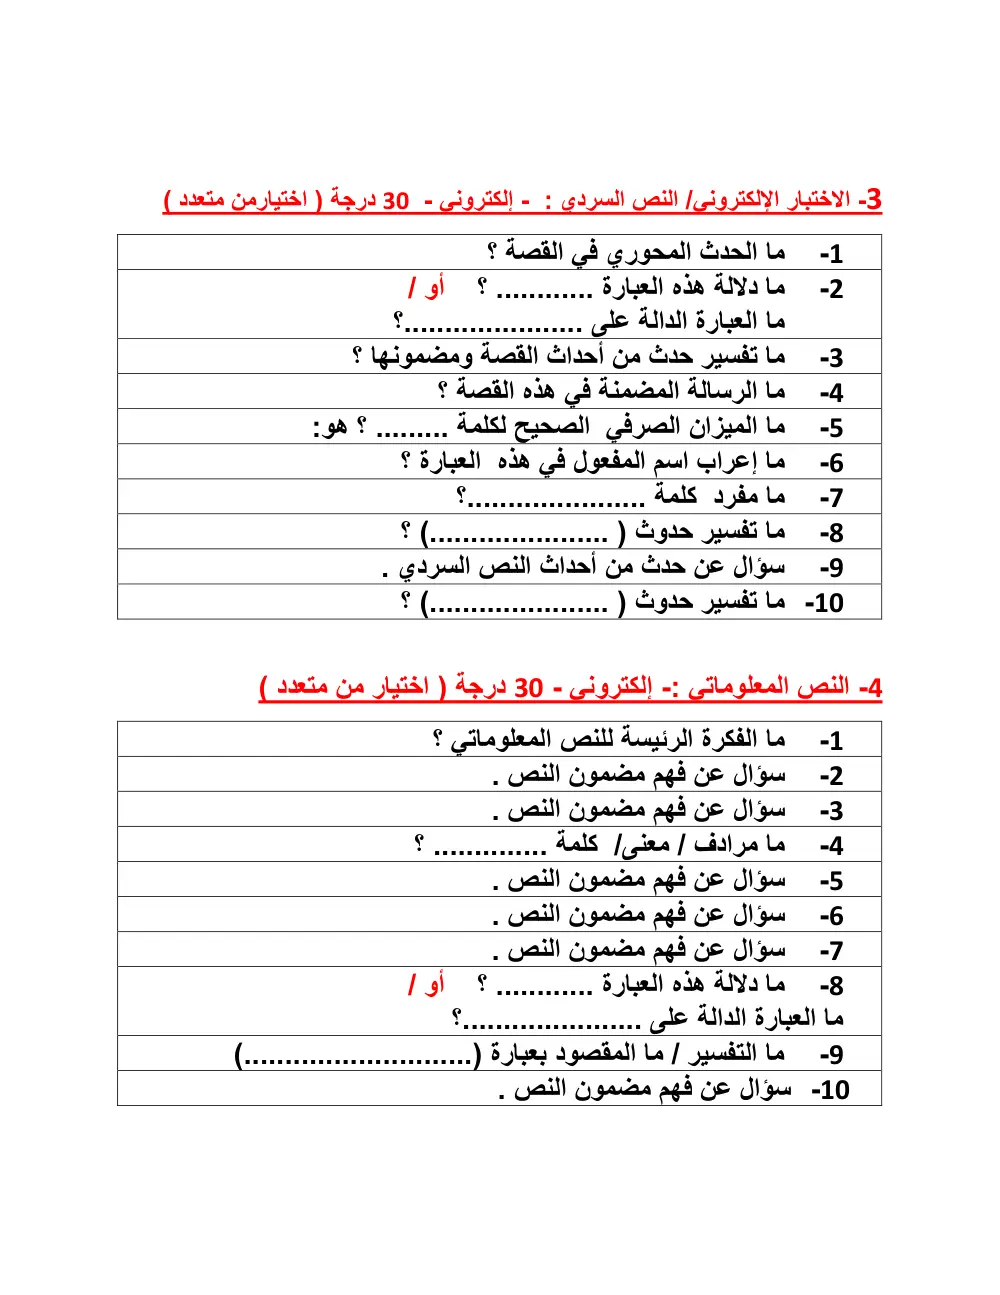 3- الاختبار الإلكتروني/ النص السردي : - إلكتروني - 30 درجة ( اختيارمن متعدد )
1- ما الحدث المحوري في القصة ؟
2- ما دلالة هذه العبارة ............ ؟ أو /
ما العبارة الدالة على ......................؟
3- ما تفسير حدث من أحداث القصة ومضمونها ؟
4- ما الرسالة المضمنة في هذه القصة ؟
5- ما الميزان الصرفي الصحيح لكلمة ......... ؟ هو:
6- ما إعراب اسم المفعول في هذه العبارة ؟
7- ما مفرد كلمة ......................؟
8- ما تفسير حدوث ( ......................) ؟
9- سؤال عن حدث من أحداث النص السردي .
10- ما تفسير حدوث ( ......................) ؟
4- النص المعلوماتي :- إلكتروني - 30 درجة ( اختيار من متعدد )
1- ما الفكرة الرئيسة للنص المعلوماتي ؟
2- سؤال عن فهم مضمون النص .
3- سؤال عن فهم مضمون النص .
4- ما مرادف / معنى/ كلمة .............. ؟
5- سؤال عن فهم مضمون النص .
6- سؤال عن فهم مضمون النص .
7- سؤال عن فهم مضمون النص .
8- ما دلالة هذه العبارة ............ ؟ أو /
ما العبارة الدالة على ......................؟
9- ما التفسير / ما المقصود بعبارة (............................)
10- سؤال عن فهم مضمون النص .